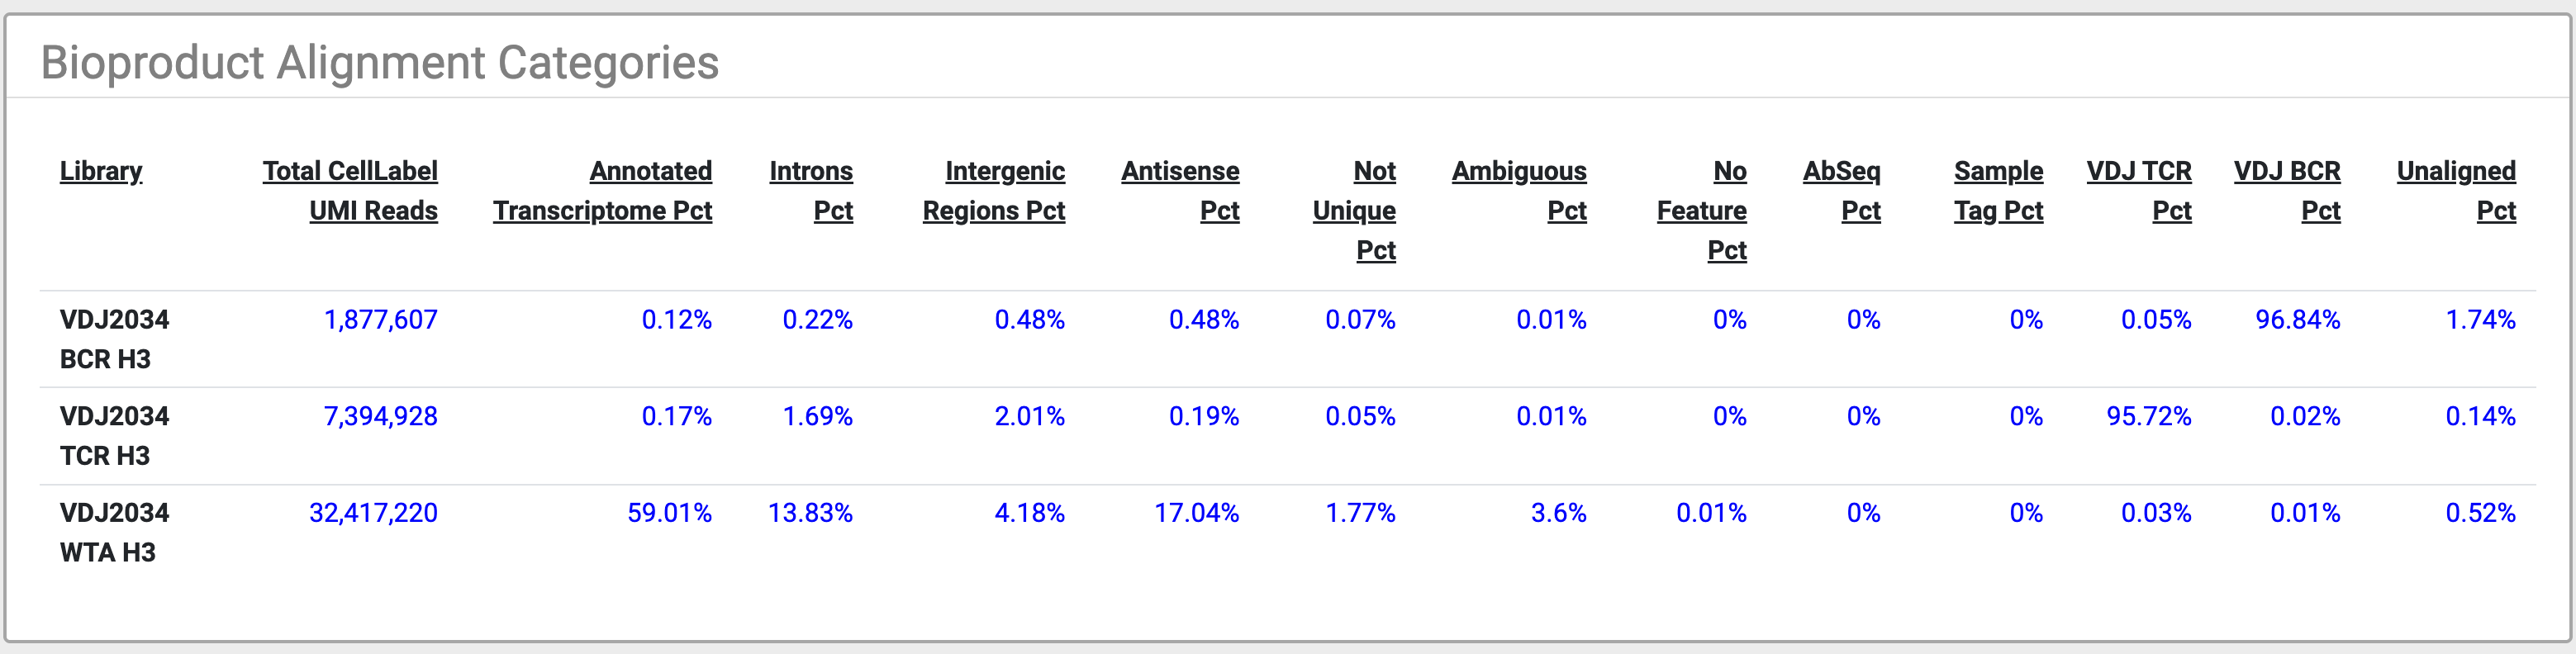 Bioproduct Alignment Categories
Library Total CellLabel Annotated Introns Intergenic Antisense Not Ambiguous No AbSeq Sample VDJ TCR VDJ BCR Unaligned
UMI Reads Transcriptome Pct Pct Regions Pct Pct Unique Pct Feature Pct Tag Pct Pct Pct Pct
Pct Pct
VDJ2034 1,877,607 0.12% 0.22% 0.48% 0.48% 0.07% 0.01% 0% 0% 0% 0.05% 96.84% 1.74%
BCR H3
VDJ2034 7,394,928 0.17% 1.69% 2.01% 0.19% 0.05% 0.01% 0% 0% 0% 95.72% 0.02% 0.14%
TCR H3
VDJ2034 32,417,220 59.01% 13.83% 4.18% 17.04% 1.77% 3.6% 0.01% 0% 0% 0.03% 0.01% 0.52%
WTA H3